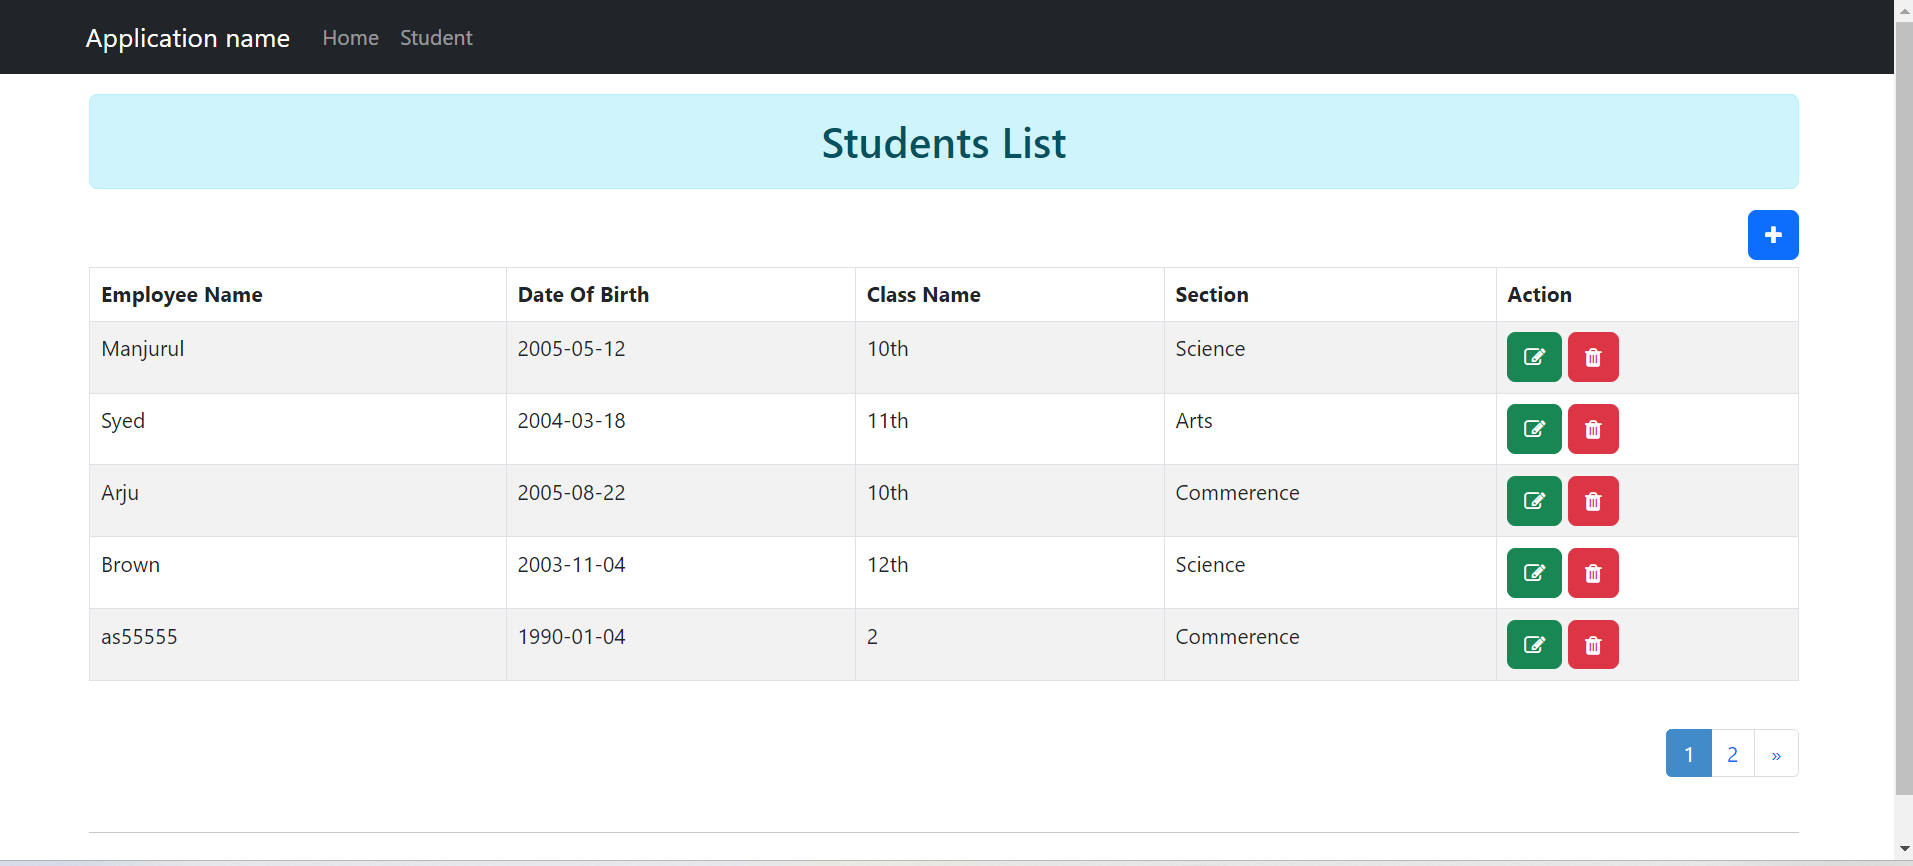 Application name Home Student
Students List
Employee Name Date Of Birth Class Name Section Action
Manjurul 2005-05-12 10th Science
Syed 2004-03-18 11th Arts
Arju 2005-08-22 10th Commerence
Brown 2003-11-04 12th Science
as55555 1990-01-04 2 Commerence
1 2 »